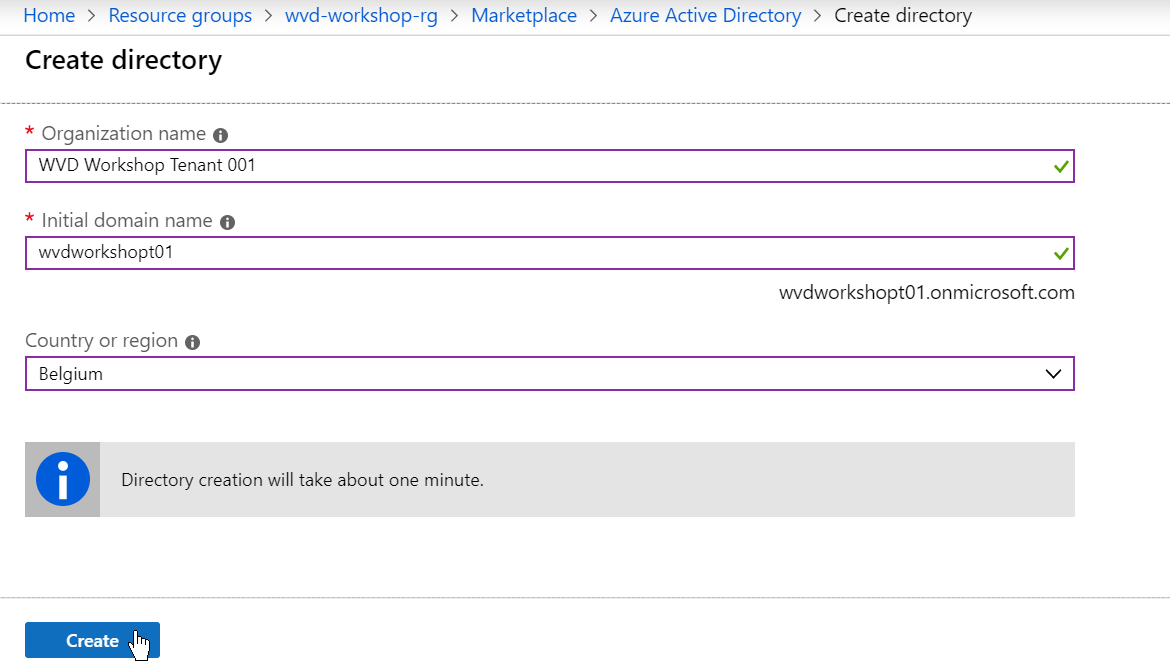 Home > Resource groups > wvd-workshop-rg > Marketplace > Azure Active Directory > Create directory
Create directory
* Organization name
WVD Workshop Tenant 001
* Initial domain name
wvdworkshopt01
wvdworkshopt01.onmicrosoft.com
Country or region
Belgium
Directory creation will take about one minute.
Create